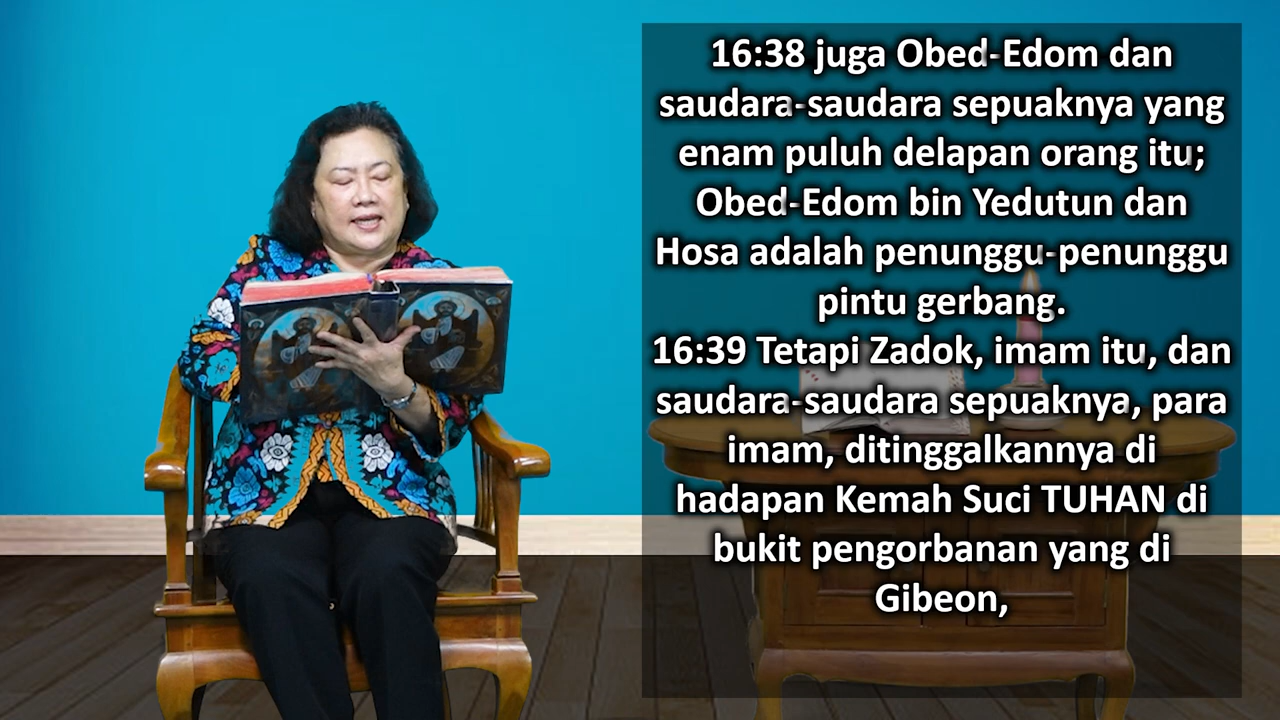 16:38 juga Obed-Edom dan
saudara-saudara sepuaknya yang
enam puluh delapan orang itu;
Obed-Edom bin Yedutun dan
Hosa adalah penunggu-penunggu
pintu gerbang.
16:39 Tetapi Zadok, imam itu, dan
saudara-saudara sepuaknya, para
imam, ditinggalkannya di
hadapan Kemah Suci TUHAN di
bukit pengorbanan yang di
Gibeon,